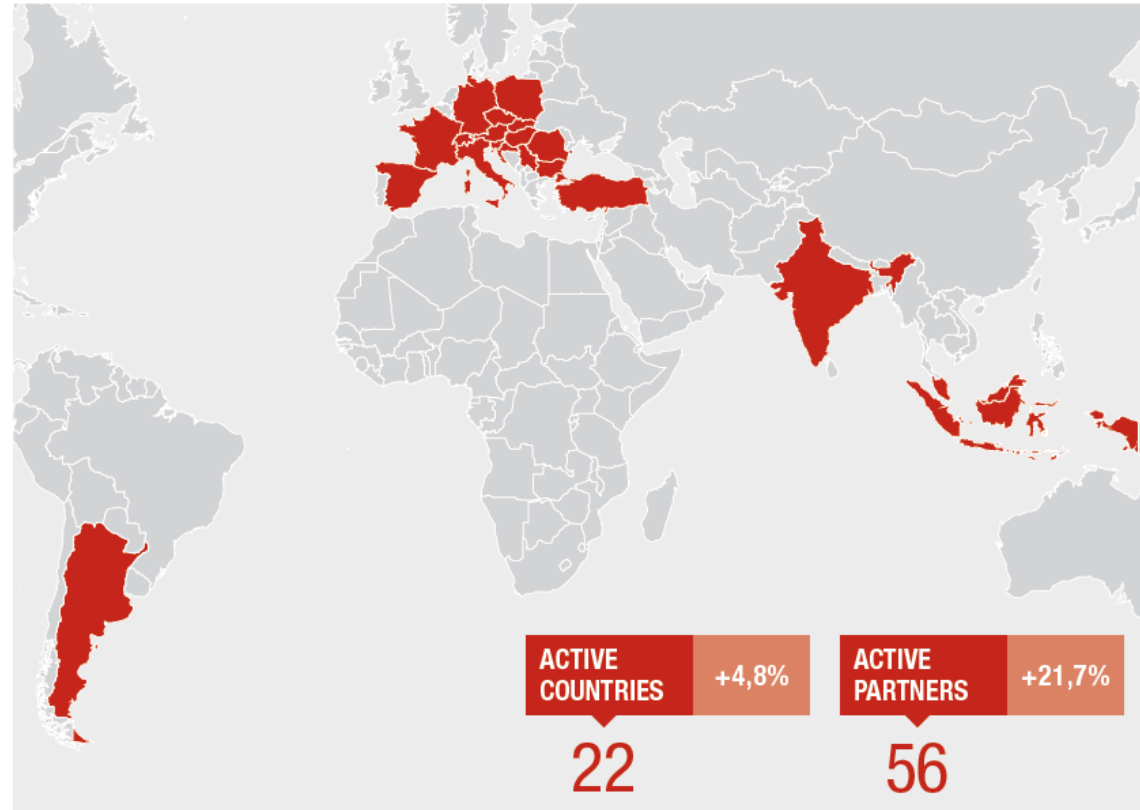 ACTIVE
COUNTRIES
+4,8%
22
ACTIVE
PARTNERS
+21,7%
56